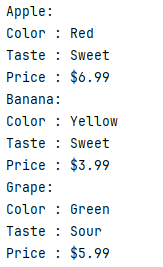 Apple:
Color : Red
Taste : Sweet
Price : $6.99
Banana:
Color : Yellow
Taste : Sweet
Price : $3.99
Grape:
Color : Green
Taste : Sour
Price : $5.99